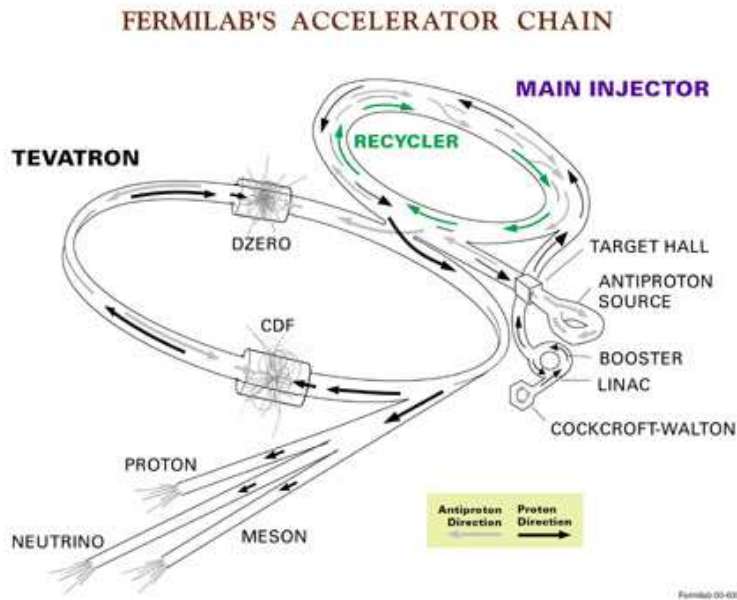 FERMILAB'S ACCELERATOR CHAIN
MAIN INJECTOR
RECYCLER
TEVATRON
DZERO
TARGET HALL
ANTIPROTON
SOURCE
CDF
BOOSTER
LINAC
COCKCROFT-WALTON
PROTON
NEUTRINO
MESON
Antiproton
Direction
Proton
Direction